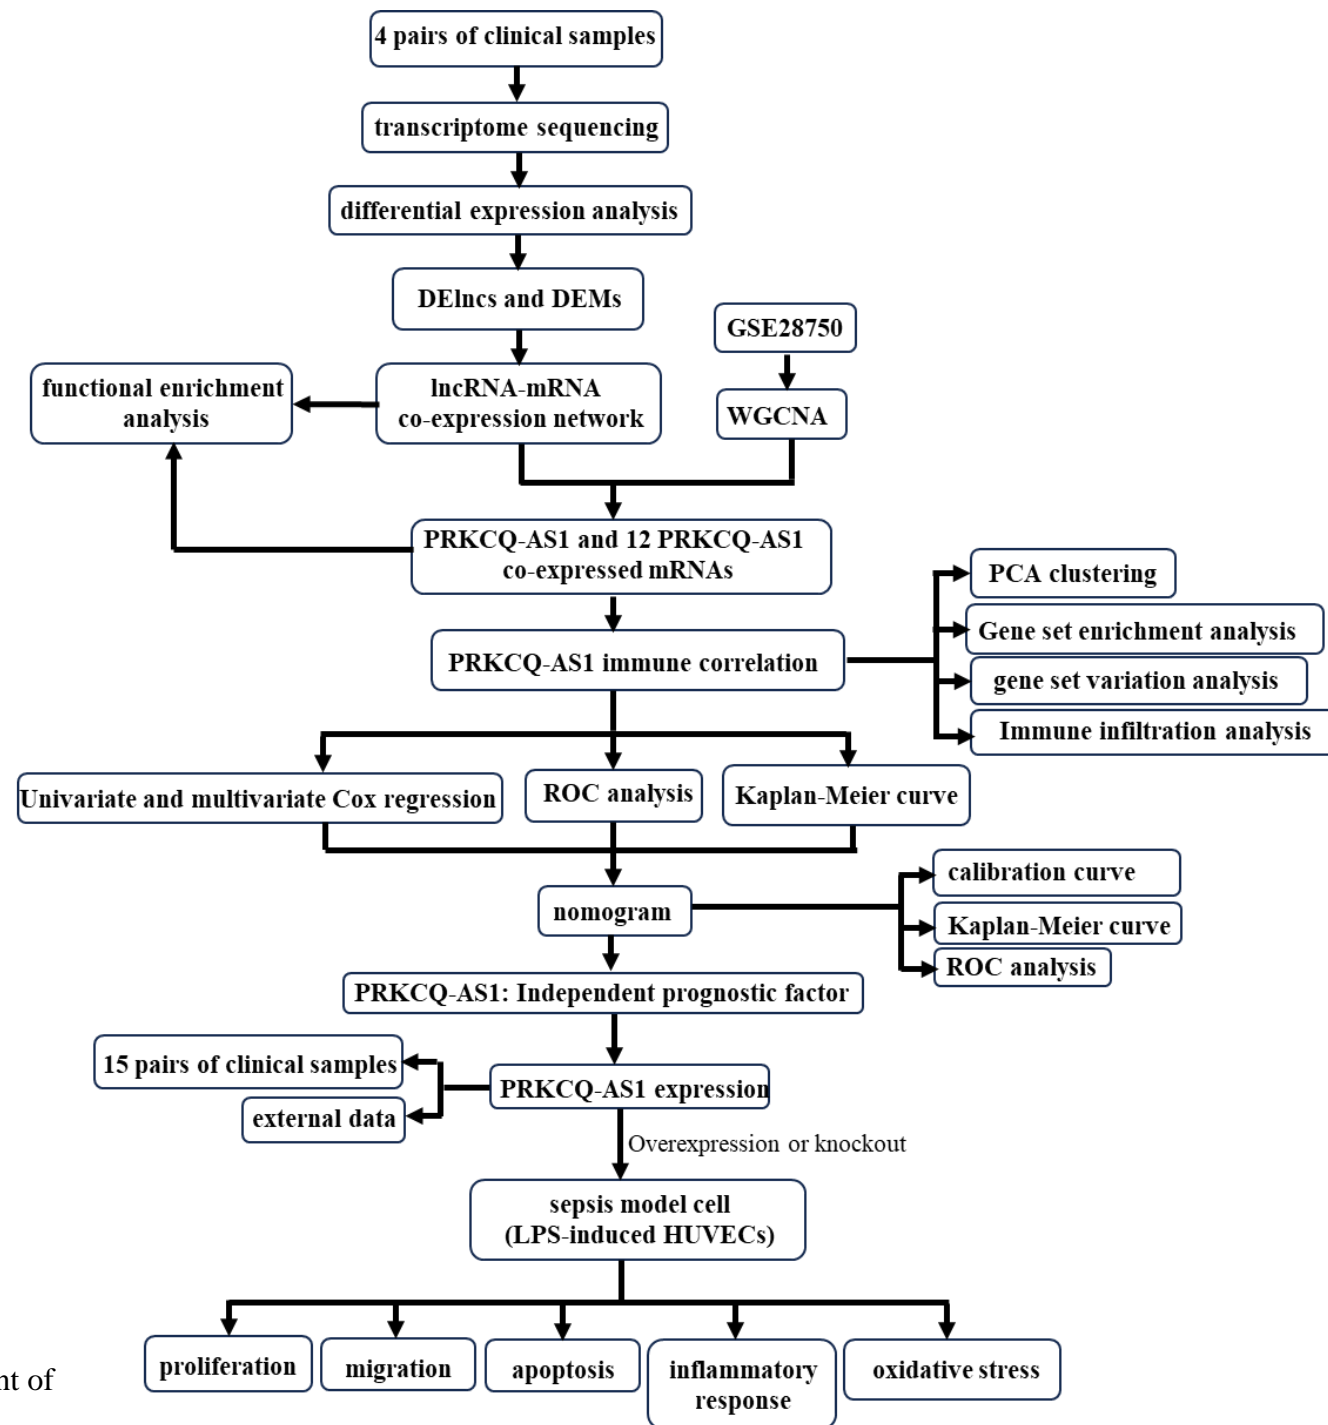 4 pairs of clinical samples
transcriptome sequencing
differential expression analysis
DElncs and DEMs
GSE28750
functional enrichment
analysis
lncRNA-mRNA
co-expression network
WGCNA
PRKCQ-AS1 and 12 PRKCQ-AS1
co-expressed mRNAs
PCA clustering
Gene set enrichment analysis
PRKCQ-AS1 immune correlation
gene set variation analysis
Immune infiltration analysis
Univariate and multivariate Cox regression
ROC analysis
Kaplan-Meier curve
calibration curve
nomogram
Kaplan-Meier curve
ROC analysis
PRKCQ-AS1: Independent prognostic factor
15 pairs of clinical samples
PRKCQ-AS1 expression
external data
Overexpression or knockout
sepsis model cell
(LPS-induced HUVECs)
proliferation
migration
apoptosis
inflammatory
response
oxidative stress
nt of